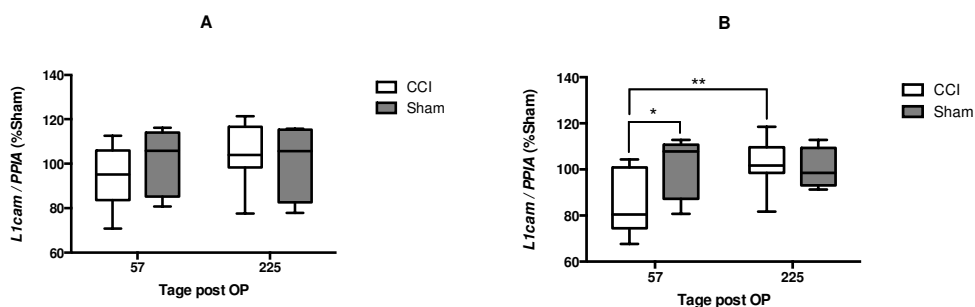 A
140
120
100
80
60
L1cam / PPIA (%Sham)
57
225
Tage post OP
CCI
Sham
B
140
120
100
80
60
L1cam / PPIA (%Sham)
**
*
57
225
Tage post OP
CCI
Sham